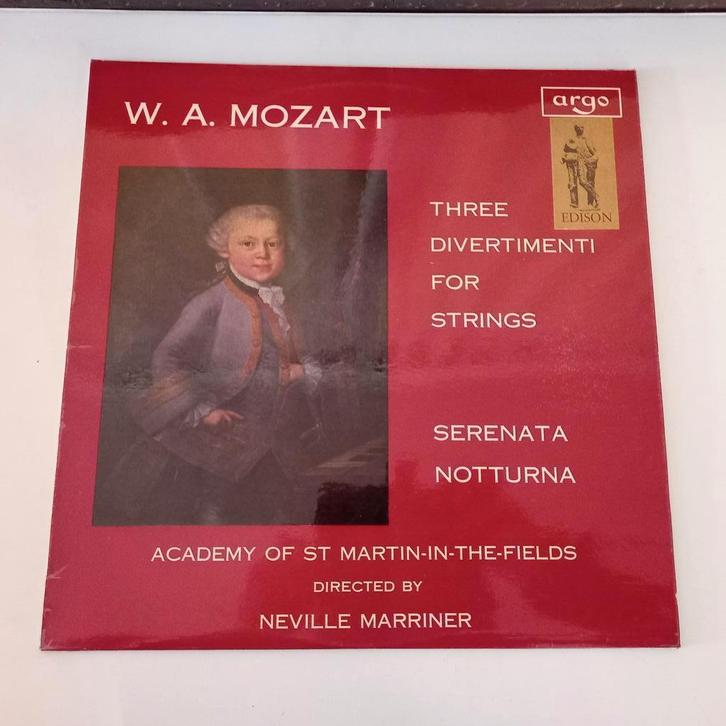 W. A. MOZART
argo
EDISON
THREE
DIVERTIMENTI
FOR
STRINGS
SERENATA
NOTTURNA
ACADEMY OF ST MARTIN-IN-THE-FIELDS
DIRECTED BY
NEVILLE MARRINER